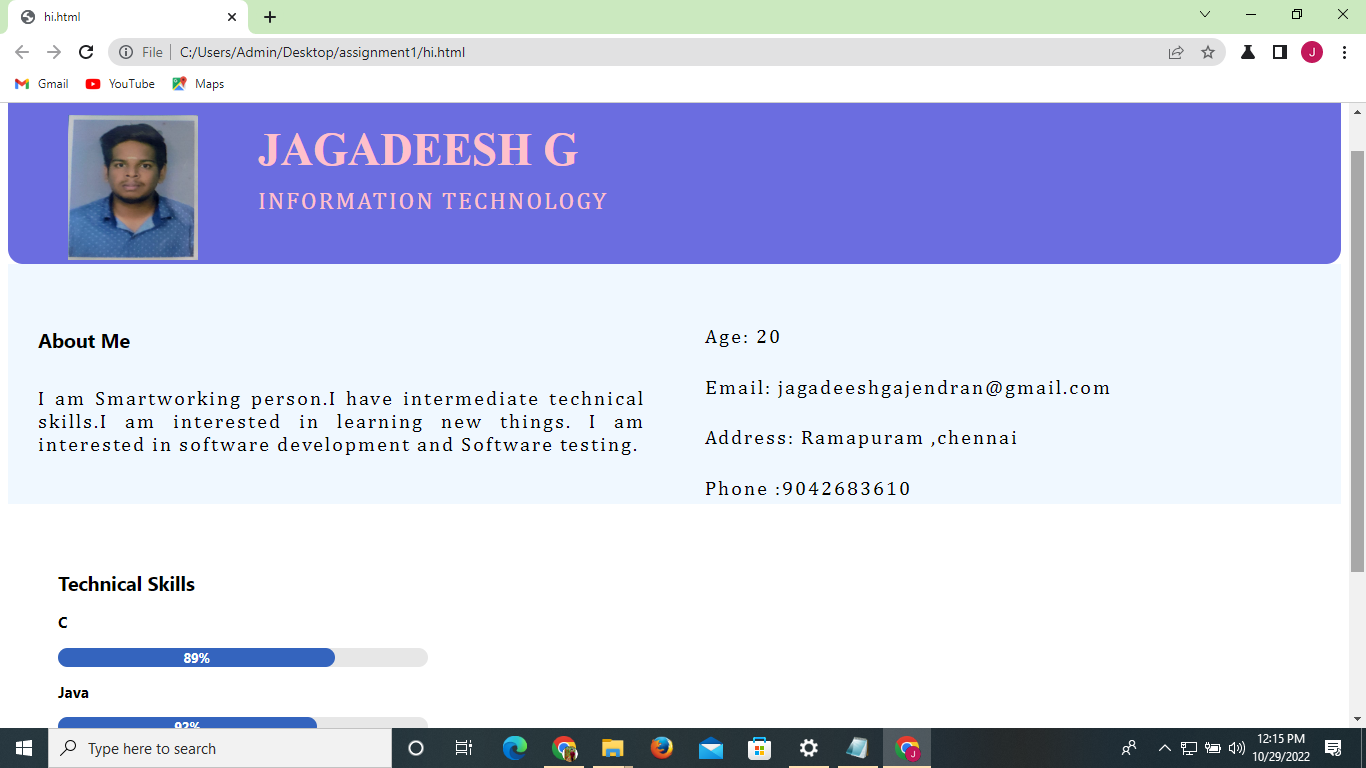 hi.html
File
C:/Users/Admin/Desktop/assignment1/hi.html
J
Gmail
YouTube
Maps
JAGADEESH G
INFORMATION TECHNOLOGY
About Me
I am Smartworking person.I have intermediate technical
skills.I am interested in learning new things. I am
interested in software development and Software testing.
Age: 20
Email: jagadeeshgajendran@gmail.com
Address: Ramapuram ,chennai
Phone :9042683610
Technical Skills
C
89%
Java
92%
Type here to search
J
12:15 PM
10/29/2022